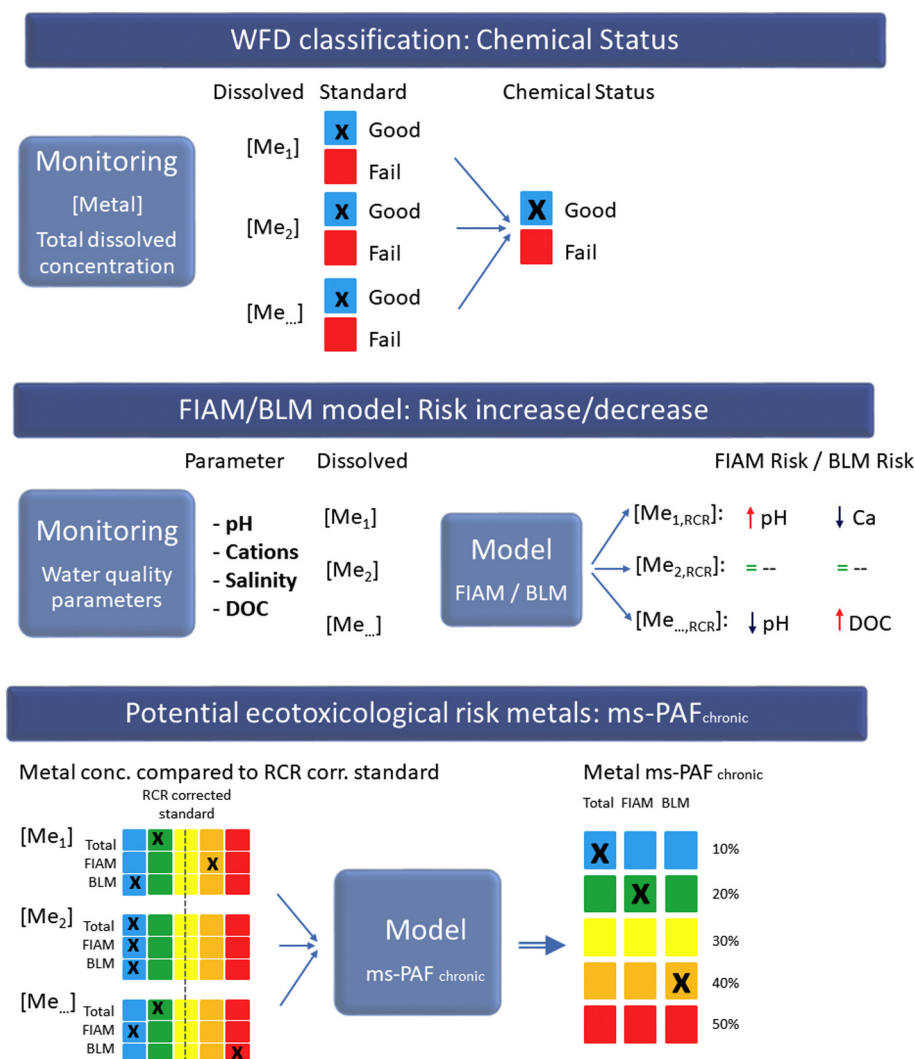 WFD classification: Chemical Status
Dissolved Standard Chemical Status
Monitoring
[Metal]
Total dissolved
concentration
[Me1]
x Good
Fail
[Me2]
x Good
Fail
[Me...]
x Good
Fail
X Good
Fail
FIAM/BLM model: Risk increase/decrease
Parameter Dissolved FIAM Risk / BLM Risk
Monitoring
Water quality
parameters
- pH
- Cations
- Salinity
- DOC
[Me1]
[Me2]
[Me...]
Model
FIAM / BLM
[Me1,RCR]: ↑ pH ↓ Ca
[Me2,RCR]: = -- = --
[Me...,RCR]: ↓ pH ↑ DOC
Potential ecotoxicological risk metals: ms-PAF chronic
Metal conc. compared to RCR corr. standard
RCR corrected
standard
[Me1]
Total X
FIAM X
BLM X
[Me2]
Total X
FIAM X
BLM X
[Me...]
Total X
FIAM X
BLM X
Model
ms-PAF chronic
Metal ms-PAF chronic
Total FIAM BLM
X 10%
X 20%
30%
X 40%
50%